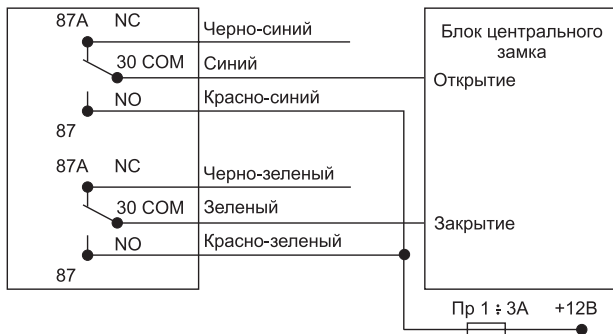 87A NC
Черно-синий
30 COM
Синий
NO
Красно-синий
87
87A NC
Черно-зеленый
30 COM
Зеленый
NO
Красно-зеленый
87
Блок центрального
замка
Открытие
Закрытие
Пр 1 ÷ 3А
+12В